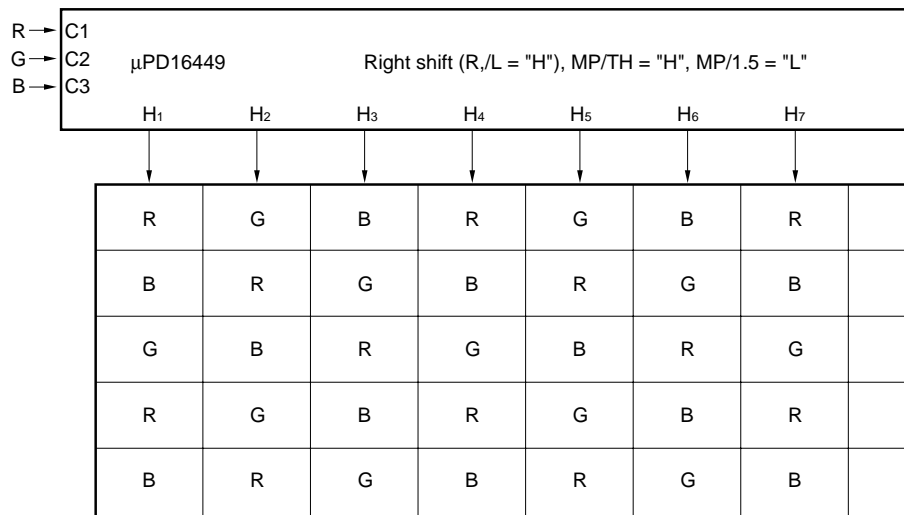 R C1
G C2 µPD16449 Right shift (R,/L = "H"), MP/TH = "H", MP/1.5 = "L"
B C3
H1 H2 H3 H4 H5 H6 H7
R G B R G B R
B R G B R G B
G B R G B R G
R G B R G B R
B R G B R G B